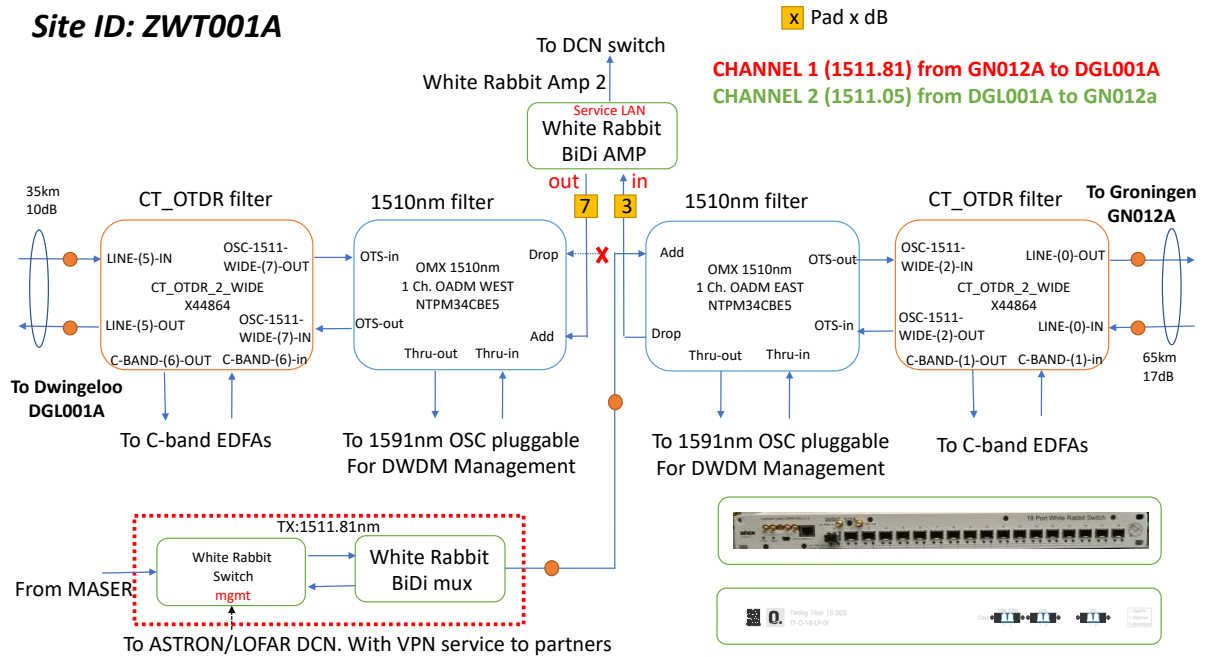 Site ID: ZWT001A
X Pad x dB
To DCN switch
CHANNEL 1 (1511.81) from GN012A to DGL001A
CHANNEL 2 (1511.05) from DGL001A to GN012a
White Rabbit Amp 2
Service LAN
White Rabbit
BiDi AMP
out
in
7
3
35km
10dB
CT_OTDR filter
1510nm filter
1510nm filter
CT_OTDR filter
To Groningen
GN012A
LINE-(5)-IN
OSC-1511-
WIDE-(7)-OUT
CT_OTDR_2_WIDE
X44864
LINE-(5)-OUT
OSC-1511-
WIDE-(7)-IN
C-BAND-(6)-OUT
C-BAND-(6)-in
OTS-in
Drop
OMX 1510nm
1 Ch. OADM WEST
NTPM34CBE5
OTS-out
Add
Thru-out
Thru-in
X
Add
OTS-out
OMX 1510nm
1 Ch. OADM EAST
NTPM34CBE5
Drop
OTS-in
Thru-out
Thru-in
OSC-1511-
WIDE-(2)-IN
LINE-(0)-OUT
CT_OTDR_2_WIDE
X44864
OSC-1511-
WIDE-(2)-OUT
LINE-(0)-IN
C-BAND-(1)-OUT
C-BAND-(1)-in
65km
17dB
To Dwingeloo
DGL001A
To C-band EDFAs
To 1591nm OSC pluggable
For DWDM Management
To 1591nm OSC pluggable
For DWDM Management
To C-band EDFAs
TX:1511.81nm
White Rabbit
Switch
mgmt
White Rabbit
BiDi mux
From MASER
To ASTRON/LOFAR DCN. With VPN service to partners
18 Port White Rabbit Switch
Timing Filter